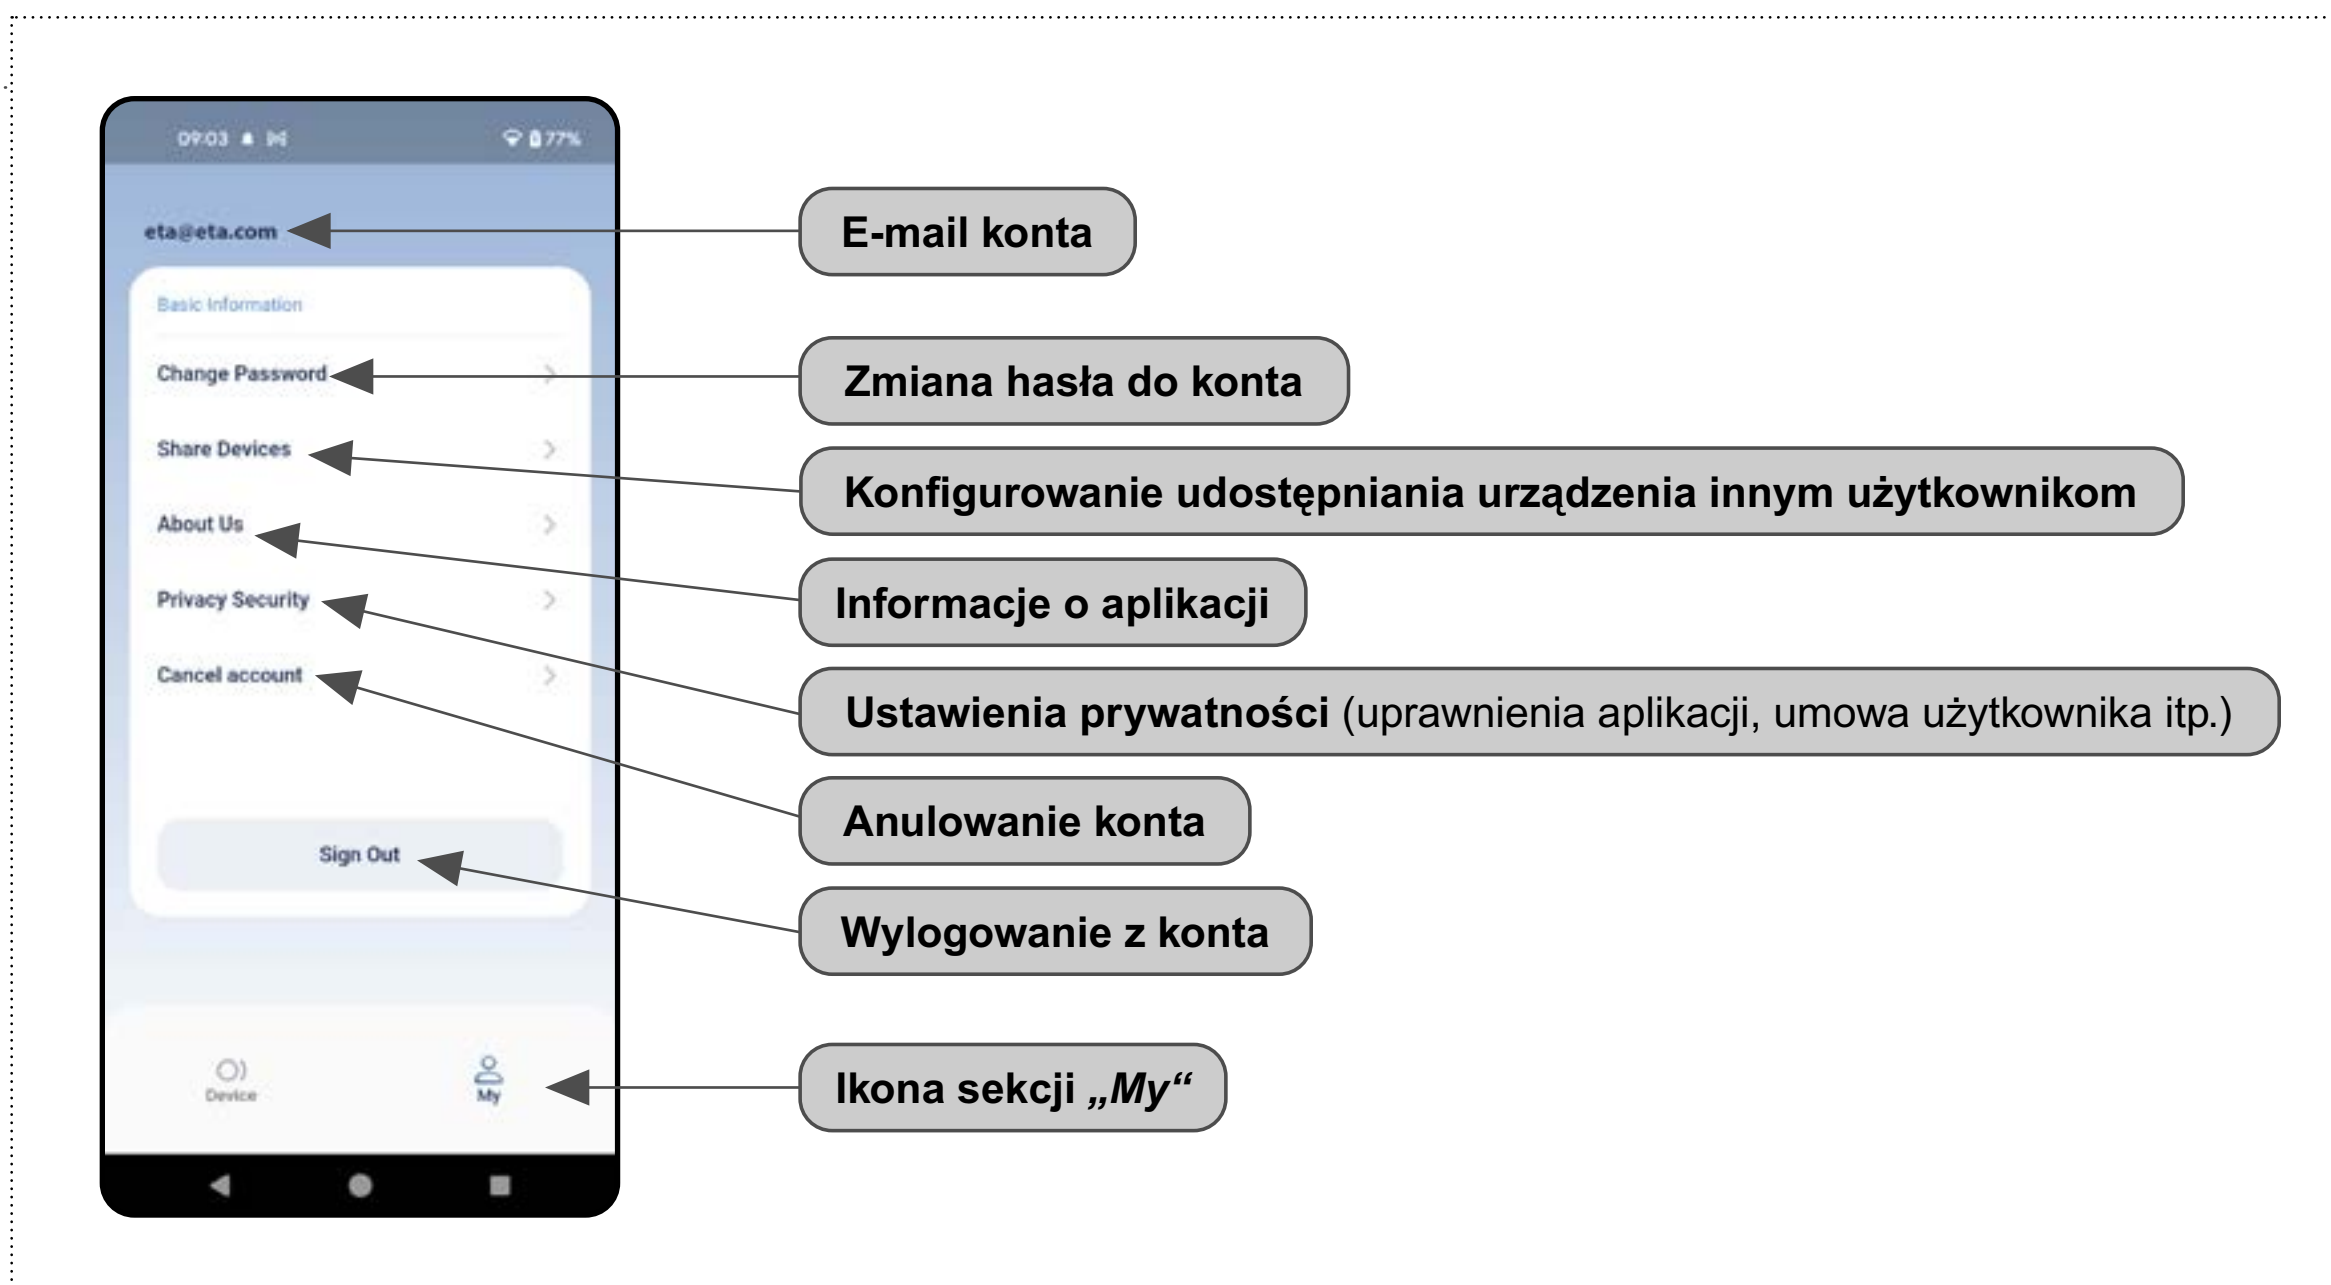 09:03 77%
eta@eta.com
E-mail konta
Basic Information
Change Password
Zmiana hasła do konta
Share Devices
Konfigurowanie udostępniania urządzenia innym użytkownikom
About Us
Informacje o aplikacji
Privacy Security
Ustawienia prywatności (uprawnienia aplikacji, umowa użytkownika itp.)
Cancel account
Anulowanie konta
Sign Out
Wylogowanie z konta
Device
My
Ikona sekcji „My“